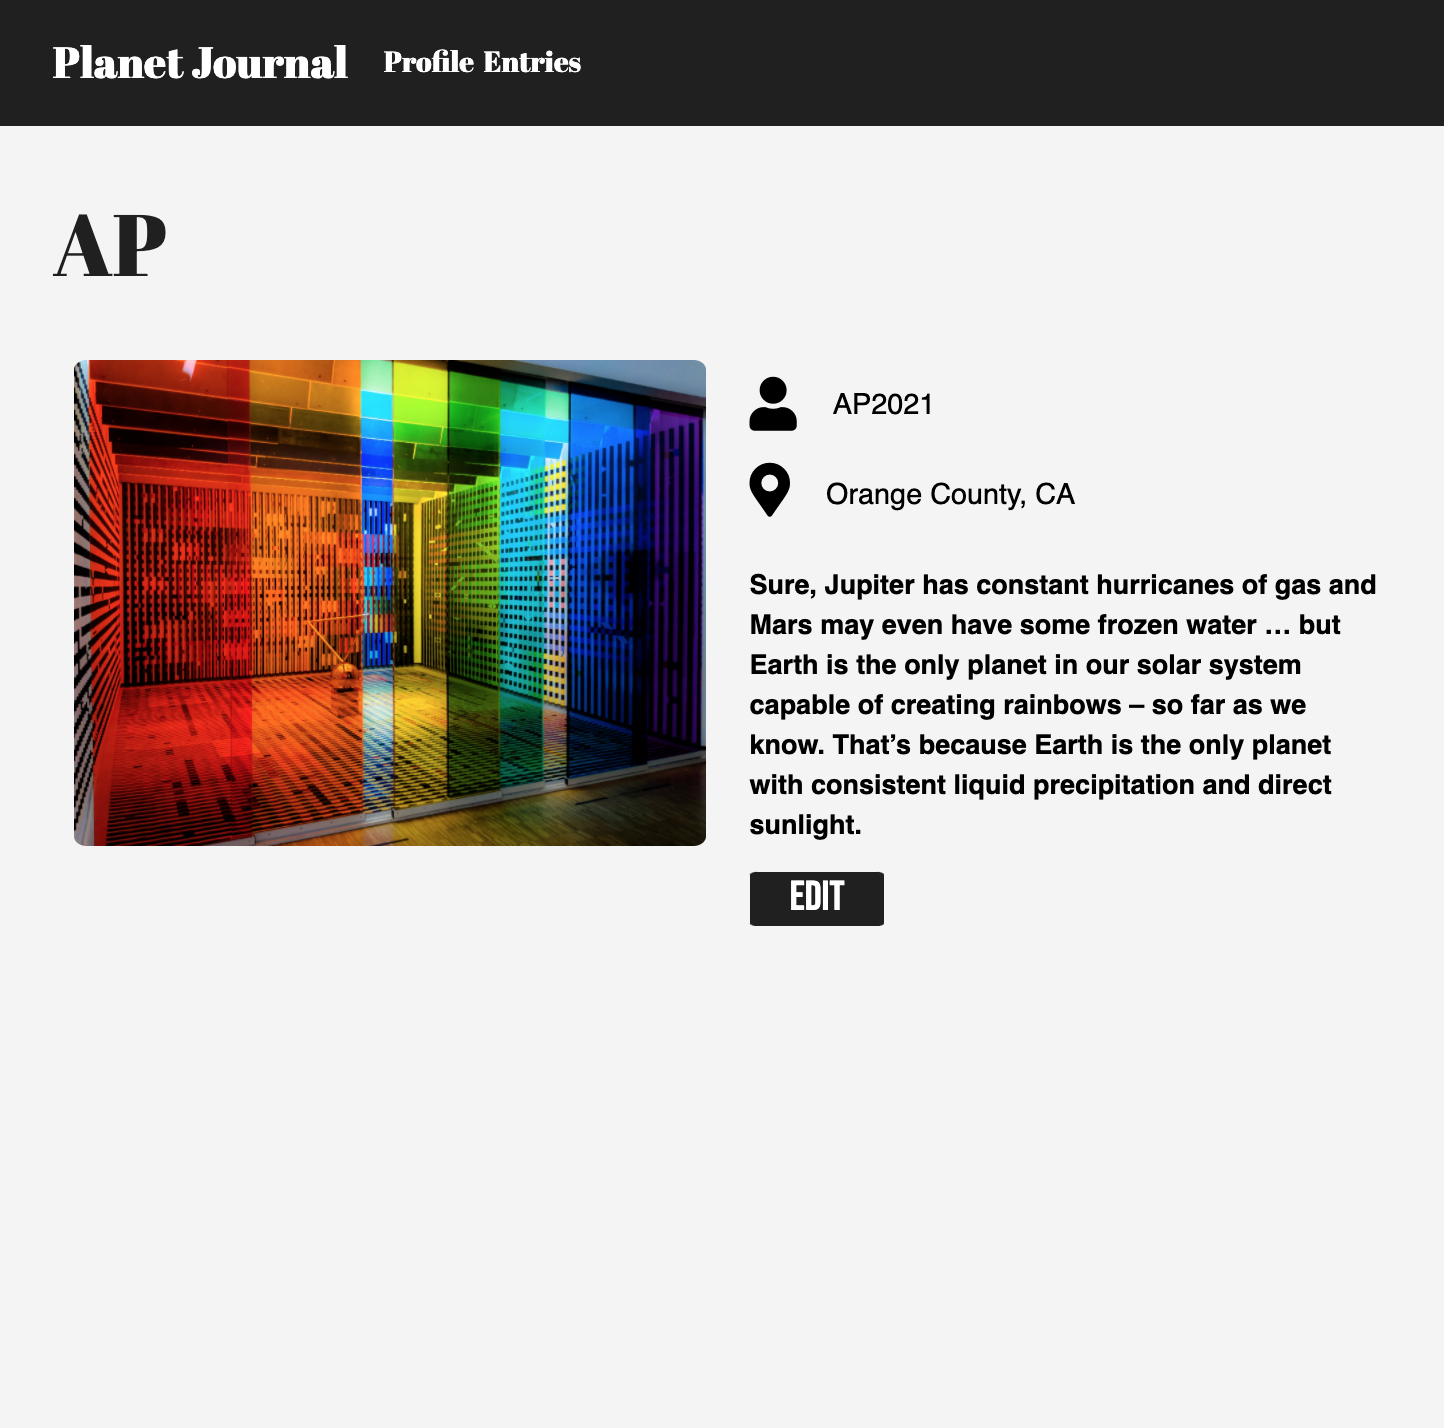 Planet Journal Profile Entries
AP
AP2021
Orange County, CA
Sure, Jupiter has constant hurricanes of gas and
Mars may even have some frozen water … but
Earth is the only planet in our solar system
capable of creating rainbows – so far as we
know. That’s because Earth is the only planet
with consistent liquid precipitation and direct
sunlight.
EDIT